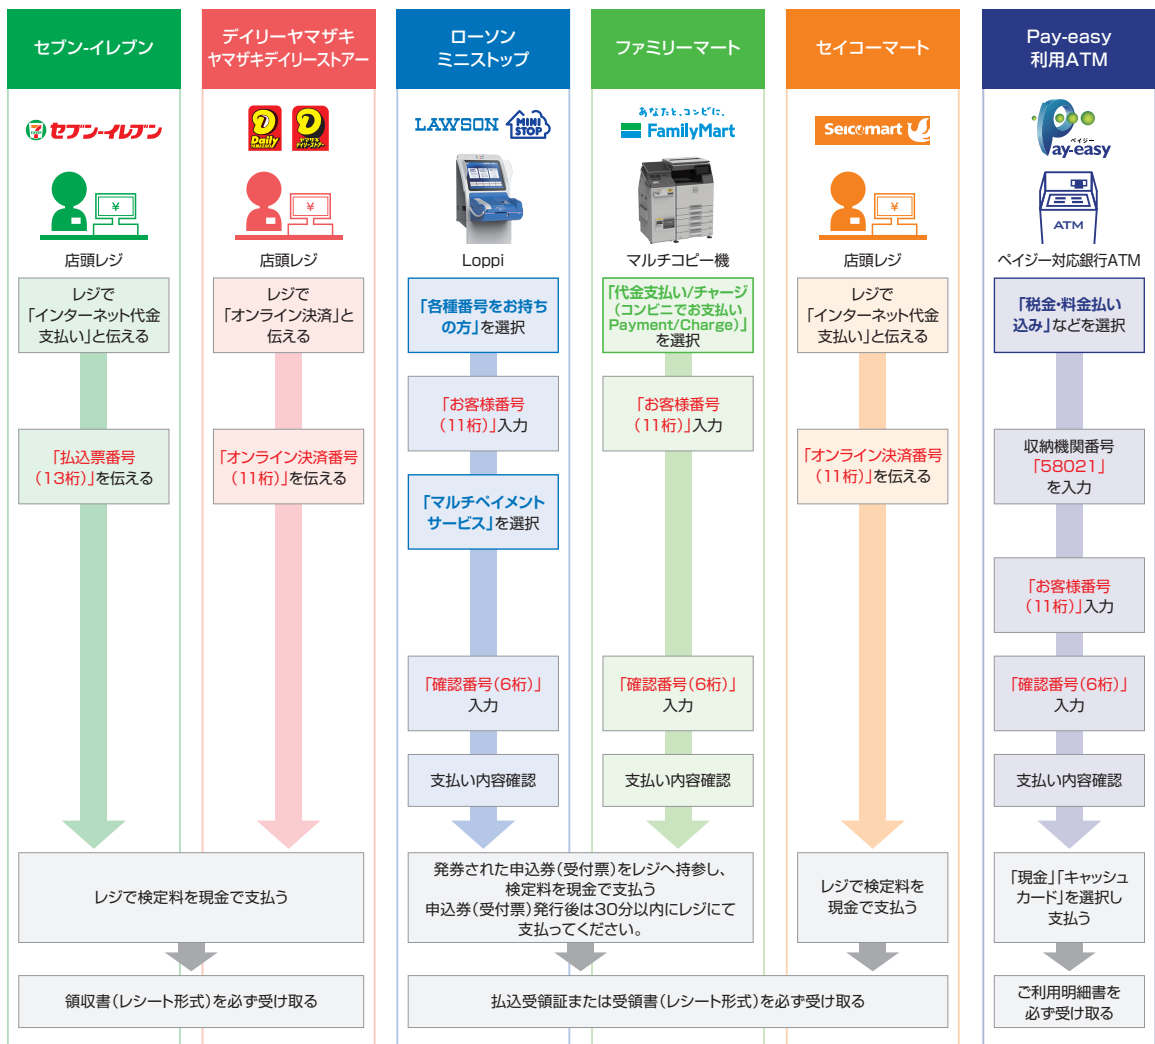 セブン-イレブン
セブン-イレブン
店頭レジ
レジで
「インターネット代金
支払い」と伝える
「払込票番号
(13桁)」を伝える
デイリーヤマザキ
ヤマザキデイリーストアー
Daily
YAMAZAKI
ヤマザキ
デイリーストアー
店頭レジ
レジで
「オンライン決済」と
伝える
「オンライン決済番号
(11桁)」を伝える
レジで検定料を現金で支払う
領収書(レシート形式)を必ず受け取る
ローソン
ミニストップ
LAWSON
MINI
STOP
Loppi
「各種番号をお持ち
の方」を選択
「お客様番号
(11桁)」入力
「マルチペイメント
サービス」を選択
「確認番号(6桁)」
入力
支払い内容確認
ファミリーマート
あなたと、コンビに、
FamilyMart
マルチコピー機
「代金支払い/チャージ
(コンビニでお支払い
Payment/Charge)」
を選択
「お客様番号
(11桁)」入力
「確認番号(6桁)」
入力
支払い内容確認
発券された申込券(受付票)をレジへ持参し、
検定料を現金で支払う
申込券(受付票)発行後は30分以内にレジにて
支払ってください。
セイコーマート
Seicomart
店頭レジ
レジで
「インターネット代金
支払い」と伝える
「オンライン決済番号
(11桁)」を伝える
レジで検定料を
現金で支払う
払込受領証または受領書(レシート形式)を必ず受け取る
Pay-easy
利用ATM
ペイジー
Pay-easy
ATM
ペイジー対応銀行ATM
「税金・料金払い
込み」などを選択
収納機関番号
「58021」
を入力
「お客様番号
(11桁)」入力
「確認番号(6桁)」
入力
支払い内容確認
「現金」「キャッシュ
カード」を選択し
支払う
ご利用明細書を
必ず受け取る